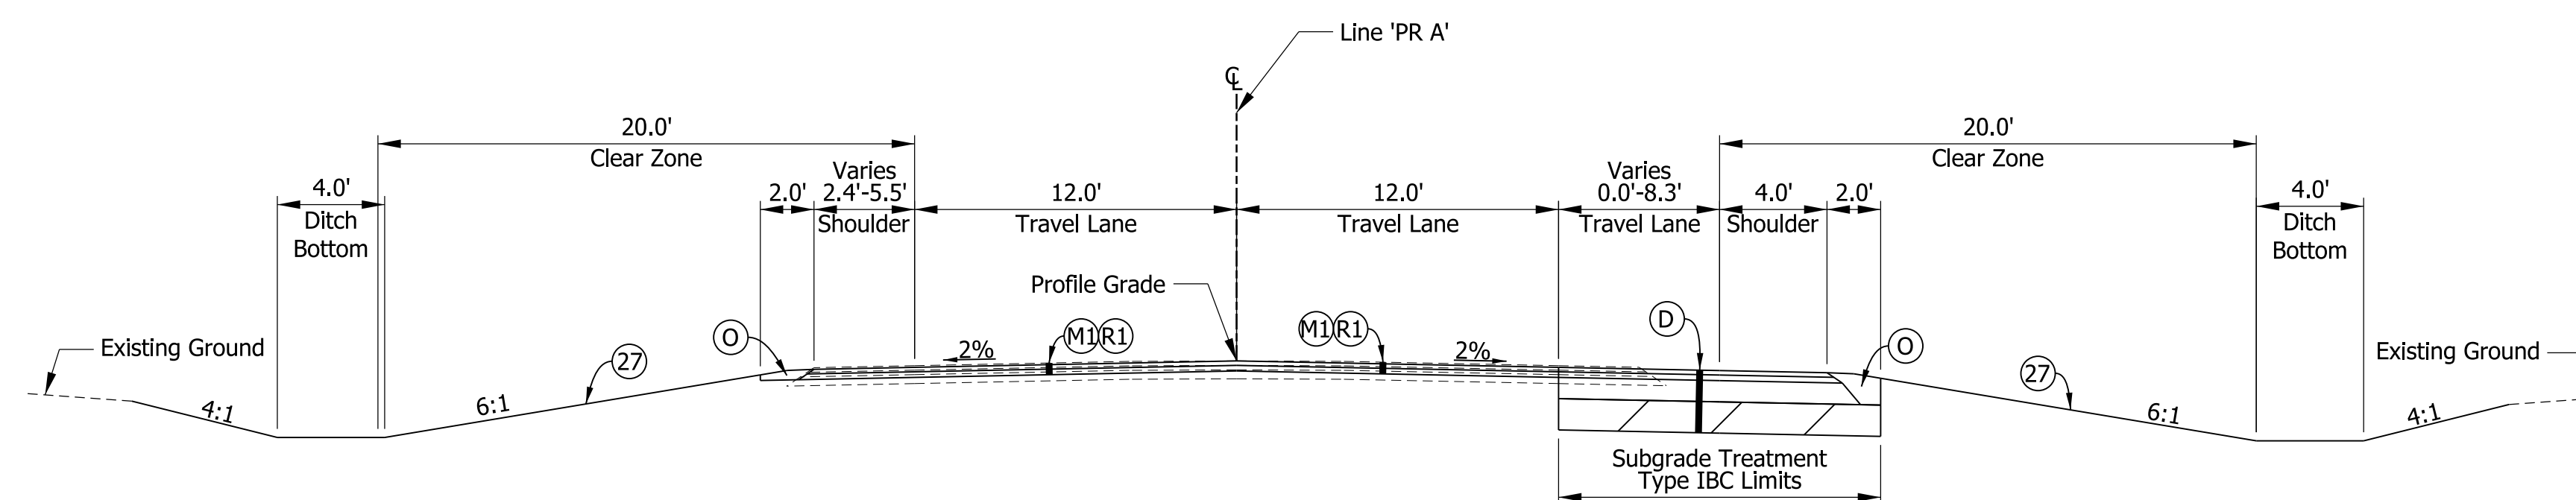 Line 'PR A'
℄
20.0'
Clear Zone
20.0'
Clear Zone
4.0'
Ditch
Bottom
2.0'
Varies
2.4'-5.5'
Shoulder
12.0'
Travel Lane
12.0'
Travel Lane
Varies
0.0'-8.3'
Travel Lane
4.0'
Shoulder
2.0'
4.0'
Ditch
Bottom
Profile Grade
Existing Ground
27
O
2%
M1 R1
M1 R1
2%
D
O
27
Existing Ground
4:1
6:1
6:1
4:1
Subgrade Treatment
Type IBC Limits